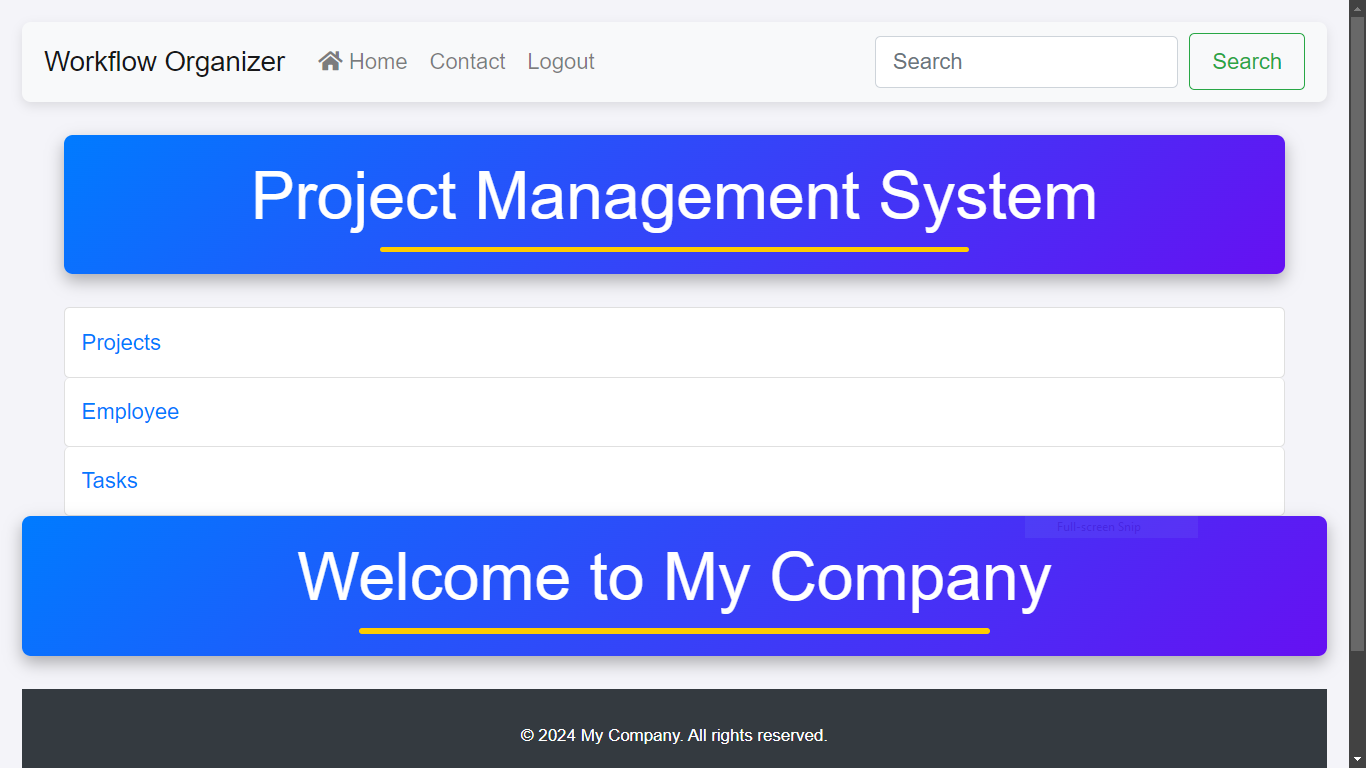 Workflow Organizer Home Contact Logout Search Search
Project Management System
Projects
Employee
Tasks
Full-screen Snip
Welcome to My Company
© 2024 My Company. All rights reserved.